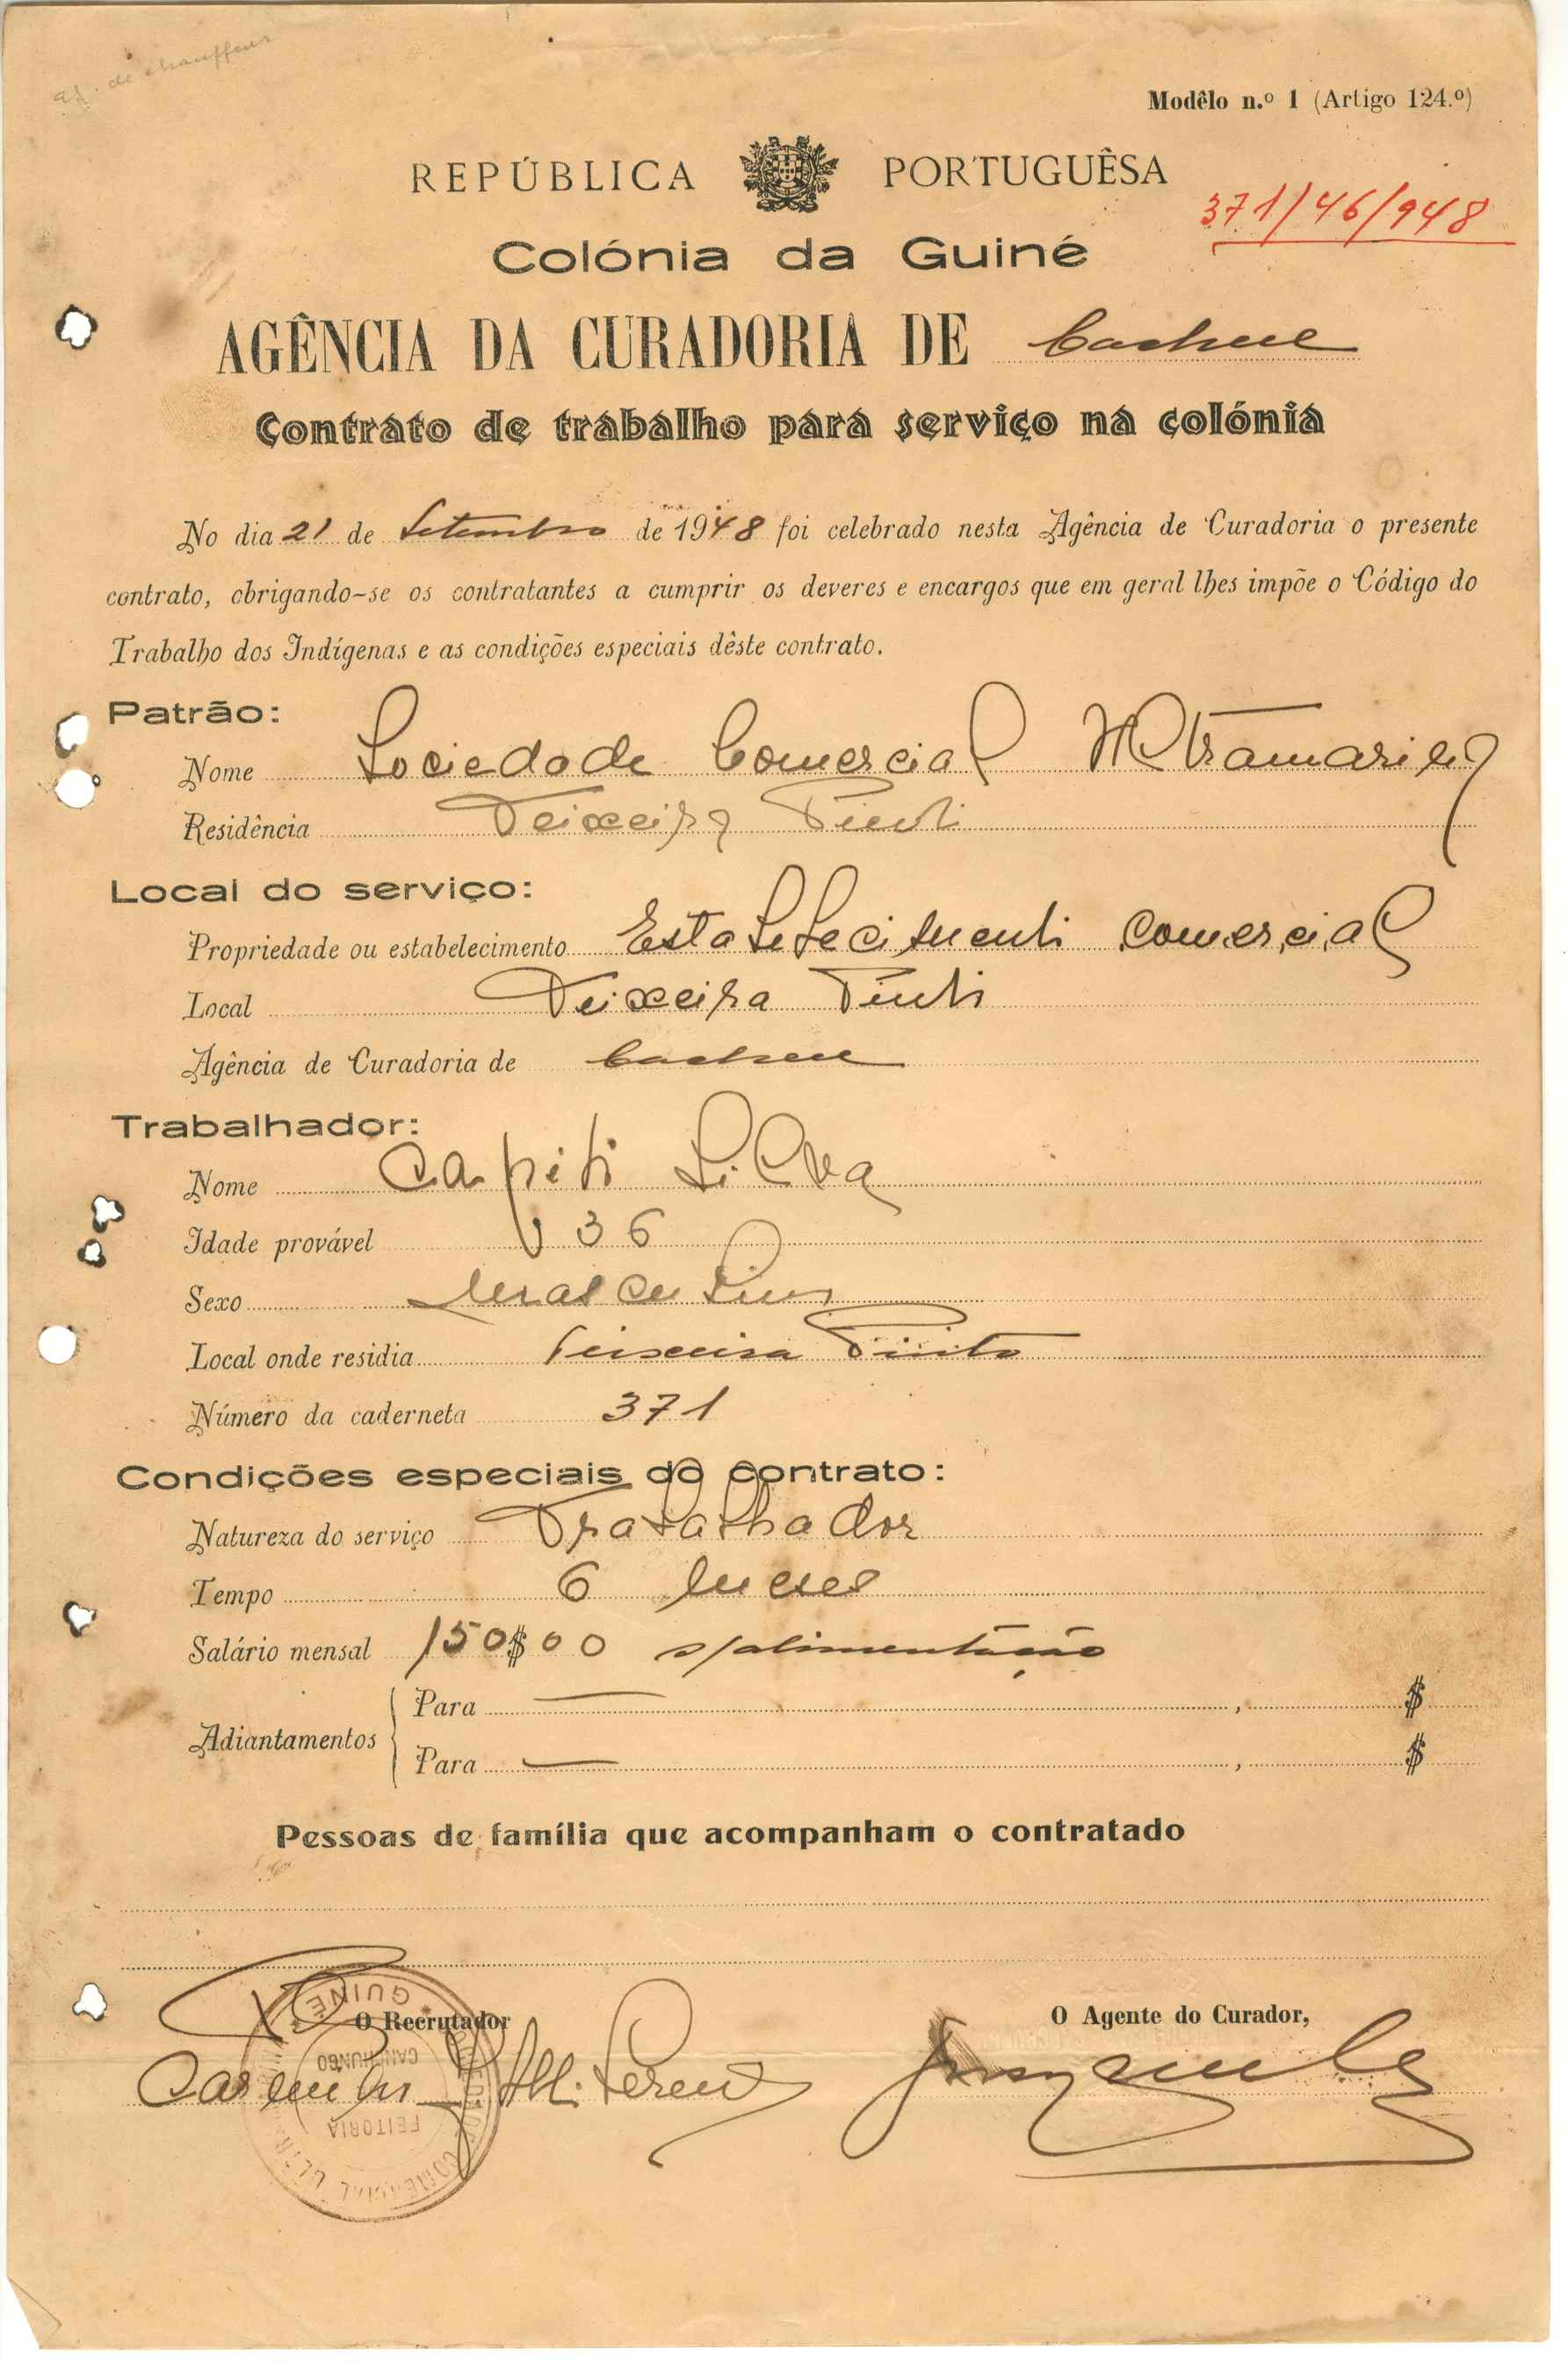 aj. de chauffeur
Modêlo n.º 1 (Artigo 124.º)
REPÚBLICA PORTUGUÊSA
371/46/948
Colónia da Guiné
AGÊNCIA DA CURADORIA DE Cacheu
Contrato de trabalho para serviço na colónia
No dia 21 de Setembro de 1948 foi celebrado nesta Agência de Curadoria o presente
contrato, obrigando-se os contratantes a cumprir os deveres e encargos que em geral lhes impõe o Código do
Trabalho dos Indígenas e as condições especiais dêste contrato.
Patrão:
Nome Sociedade Comercial Ultramarina
Residência Teixeira Pinto
Local do serviço:
Propriedade ou estabelecimento Estabelecimento Comercial
Local Teixeira Pinto
Agência de Curadoria de Cacheu
Trabalhador:
Nome Capiti Silva
Idade provável 36
Sexo Masculino
Local onde residia Teixeira Pinto
Número da caderneta 371
Condições especiais do contrato:
Natureza do serviço Trabalhador
Tempo 6 meses
Salário mensal 150$00 s/alimentação
Adiantamentos { Para —, $
Para —, $
Pessoas de família que acompanham o contratado
O Recrutador
O Agente do Curador,
GUINÉ
CANCHUNGO
FEITORIA
COMERCIAL